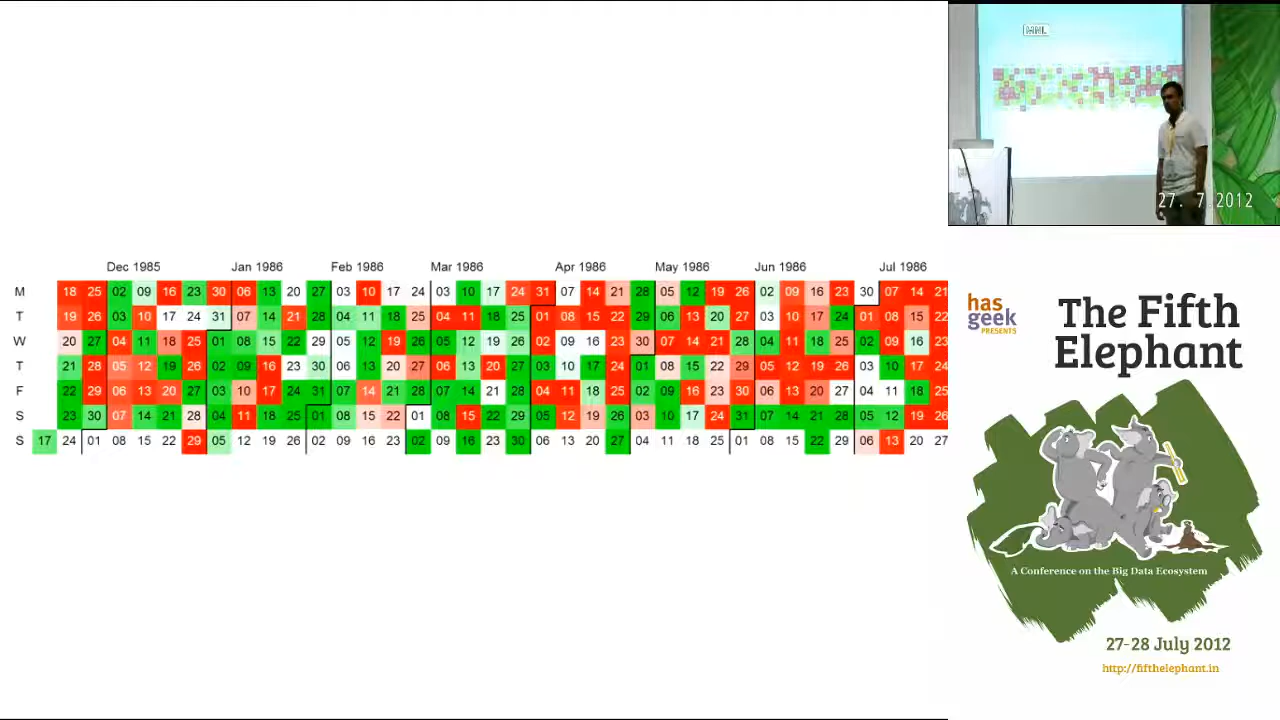 Dec 1985 Jan 1986 Feb 1986 Mar 1986 Apr 1986 May 1986 Jun 1986 Jul 1986
M 18 25 02 09 16 23 30 06 13 20 27 03 10 17 24 03 10 17 24 31 07 14 21 28 05 12 19 26 02 09 16 23 30 07 14 21
T 19 26 03 10 17 24 31 07 14 21 28 04 11 18 25 04 11 18 25 01 08 15 22 29 06 13 20 27 03 10 17 24 01 08 15 22
W 20 27 04 11 18 25 01 08 15 22 29 05 12 19 26 05 12 19 26 02 09 16 23 30 07 14 21 28 04 11 18 25 02 09 16 23
T 21 28 05 12 19 26 02 09 16 23 30 06 13 20 27 06 13 20 27 03 10 17 24 01 08 15 22 29 05 12 19 26 03 10 17 24
F 22 29 06 13 20 27 03 10 17 24 31 07 14 21 28 07 14 21 28 04 11 18 25 02 09 16 23 30 06 13 20 27 04 11 18 25
S 23 30 07 14 21 28 04 11 18 25 01 08 15 22 01 08 15 22 29 05 12 19 26 03 10 17 24 31 07 14 21 28 05 12 19 26
S 17 24 01 08 15 22 29 05 12 19 26 02 09 16 23 02 09 16 23 30 06 13 20 27 04 11 18 25 01 08 15 22 29 06 13 20 27
27. 7.2012
has
geek
PRESENTS
The Fifth
Elephant
A Conference on the Big Data Ecosystem
27-28 July 2012
http://fifthelephant.in